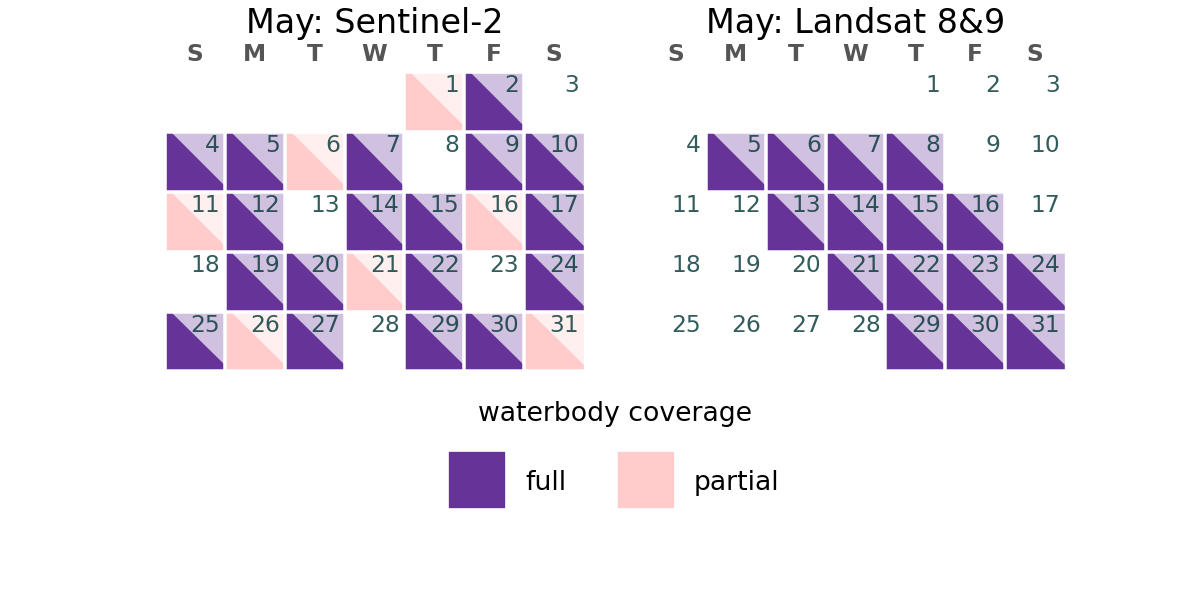 May: Sentinel-2
S M T W T F S
1 2 3
4 5 6 7 8 9 10
11 12 13 14 15 16 17
18 19 20 21 22 23 24
25 26 27 28 29 30 31
May: Landsat 8&9
S M T W T F S
1 2 3
4 5 6 7 8 9 10
11 12 13 14 15 16 17
18 19 20 21 22 23 24
25 26 27 28 29 30 31
waterbody coverage
full partial